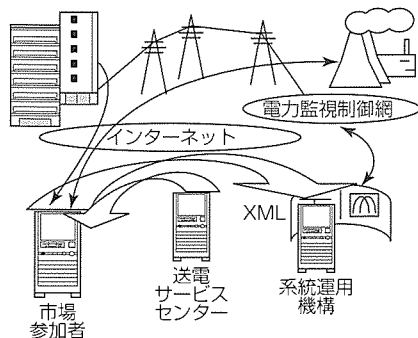 電力監視制御網
インターネット
XML
送電
サービス
センター
系統運用
機構
市場
参加者